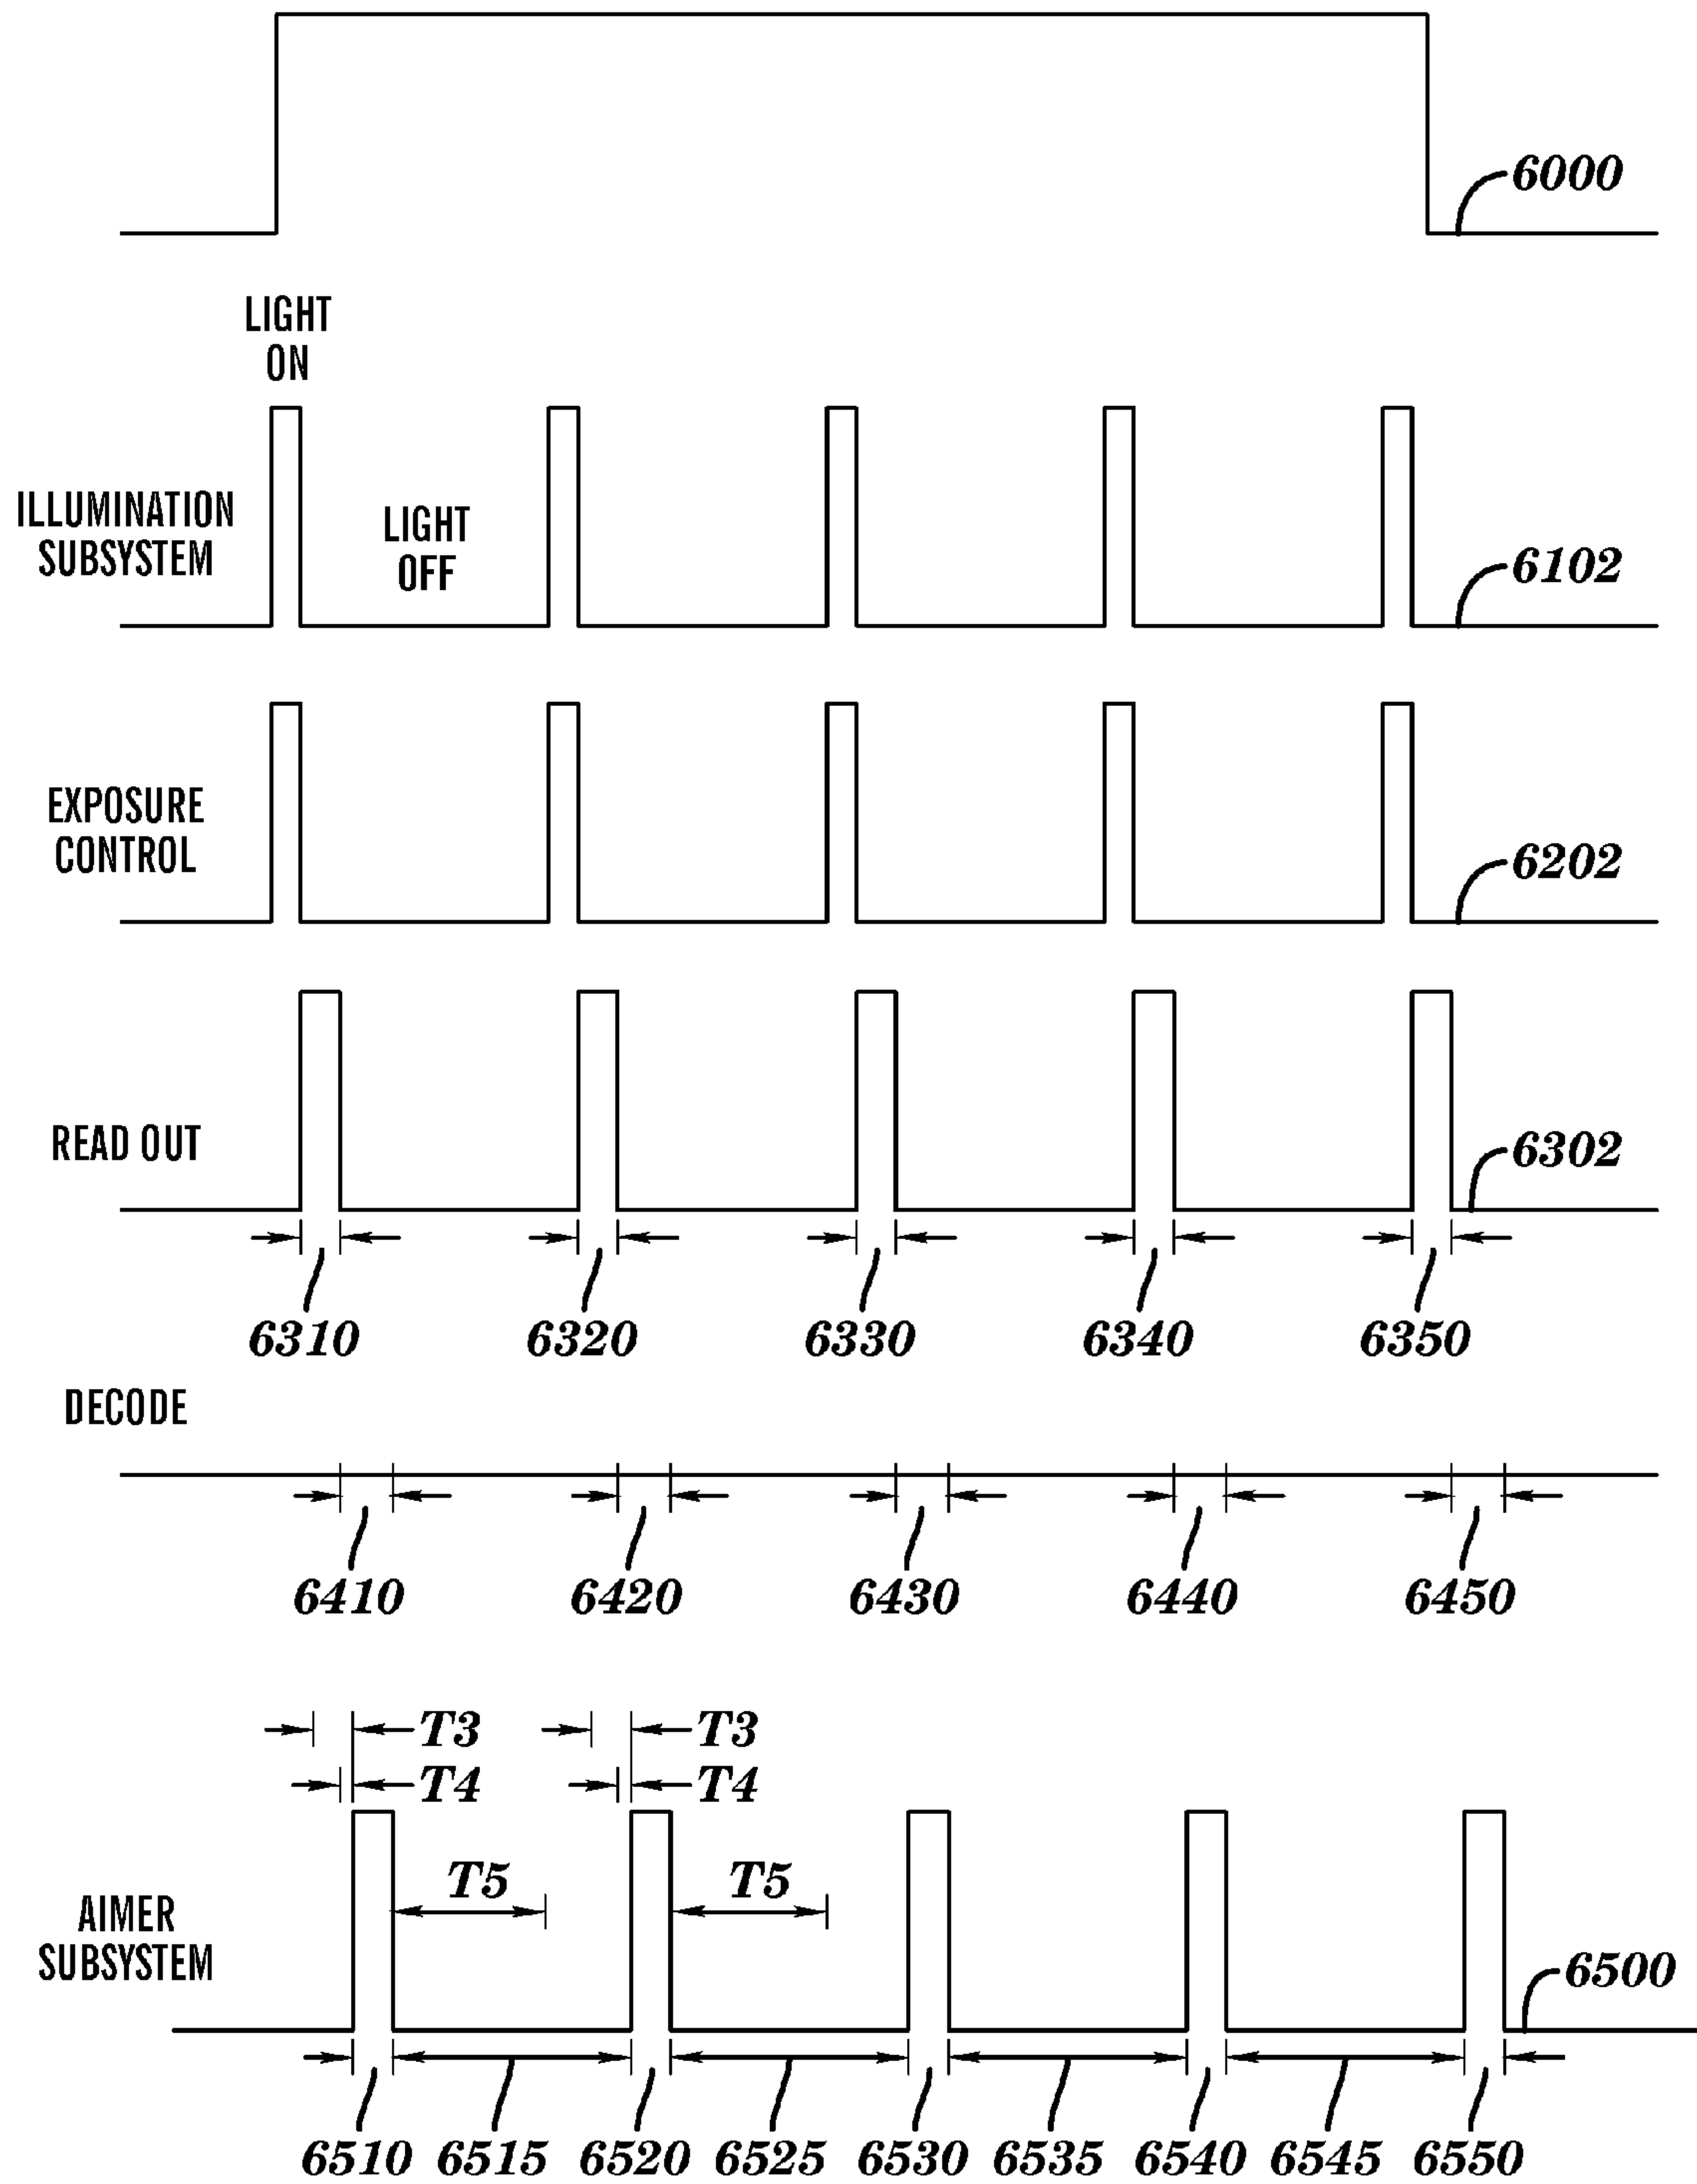 6000
LIGHT
ON
ILLUMINATION
SUBSYSTEM
LIGHT
OFF
6102
EXPOSURE
CONTROL
6202
READ OUT
6302
6310 6320 6330 6340 6350
DECODE
6410 6420 6430 6440 6450
T3 T3
T4 T4
T5 T5
AIMER
SUBSYSTEM
6500
6510 6515 6520 6525 6530 6535 6540 6545 6550